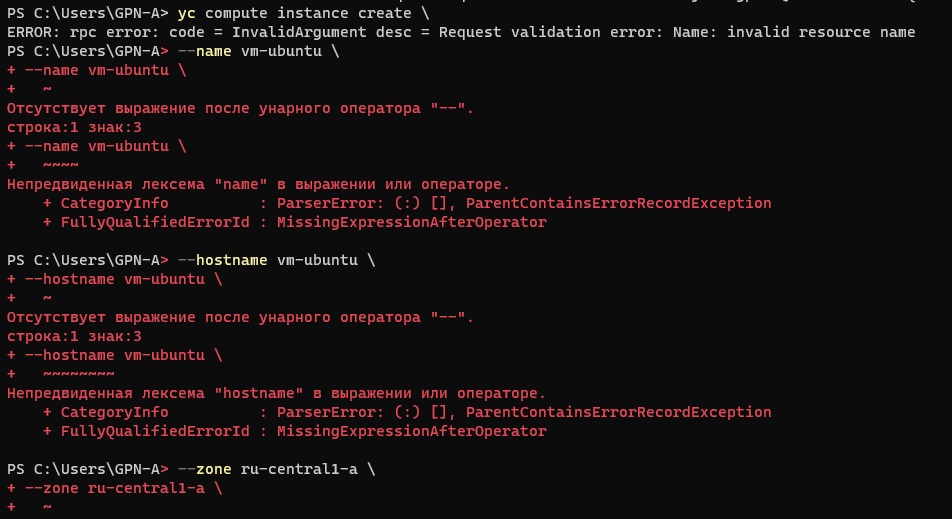 PS C:\Users\GPN-A> yc compute instance create \
ERROR: rpc error: code = InvalidArgument desc = Request validation error: Name: invalid resource name
PS C:\Users\GPN-A> --name vm-ubuntu \
+ --name vm-ubuntu \
+   ~
Отсутствует выражение после унарного оператора "--".
строка:1 знак:3
+ --name vm-ubuntu \
+   ~~~~
Непредвиденная лексема "name" в выражении или операторе.
    + CategoryInfo          : ParserError: (:) [], ParentContainsErrorRecordException
    + FullyQualifiedErrorId : MissingExpressionAfterOperator

PS C:\Users\GPN-A> --hostname vm-ubuntu \
+ --hostname vm-ubuntu \
+   ~
Отсутствует выражение после унарного оператора "--".
строка:1 знак:3
+ --hostname vm-ubuntu \
+   ~~~~~~~~
Непредвиденная лексема "hostname" в выражении или операторе.
    + CategoryInfo          : ParserError: (:) [], ParentContainsErrorRecordException
    + FullyQualifiedErrorId : MissingExpressionAfterOperator

PS C:\Users\GPN-A> --zone ru-central1-a \
+ --zone ru-central1-a \
+   ~